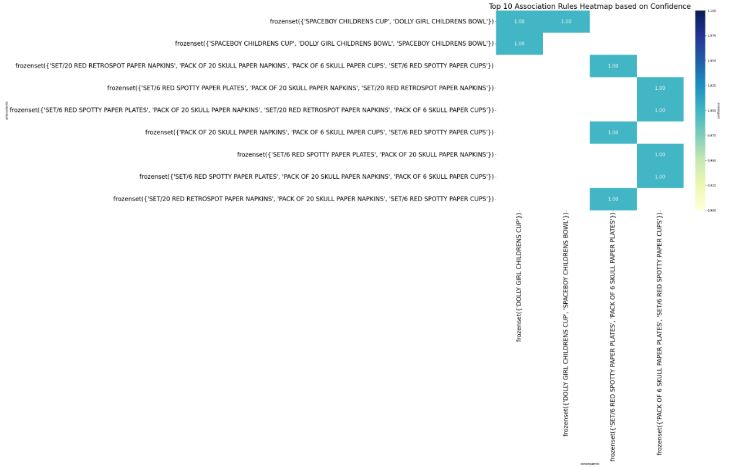 Top 10 Association Rules Heatmap based on Confidence
frozenset({'SPACEBOY CHILDRENS CUP', 'DOLLY GIRL CHILDRENS BOWL'})
1.00
1.00
frozenset({'SPACEBOY CHILDRENS CUP', 'DOLLY GIRL CHILDRENS BOWL', 'SPACEBOY CHILDRENS BOWL'})
1.00
frozenset({'SET/20 RED RETROSPOT PAPER NAPKINS', 'PACK OF 20 SKULL PAPER NAPKINS', 'PACK OF 6 SKULL PAPER CUPS', 'SET/6 RED SPOTTY PAPER CUPS'})
1.00
frozenset({'SET/6 RED SPOTTY PAPER PLATES', 'PACK OF 20 SKULL PAPER NAPKINS', 'SET/20 RED RETROSPOT PAPER NAPKINS'})
1.00
frozenset({'SET/6 RED SPOTTY PAPER PLATES', 'PACK OF 20 SKULL PAPER NAPKINS', 'SET/20 RED RETROSPOT PAPER NAPKINS', 'PACK OF 6 SKULL PAPER CUPS'})
1.00
frozenset({'PACK OF 20 SKULL PAPER NAPKINS', 'PACK OF 6 SKULL PAPER CUPS', 'SET/6 RED SPOTTY PAPER CUPS'})
1.00
frozenset({'SET/6 RED SPOTTY PAPER PLATES', 'PACK OF 20 SKULL PAPER NAPKINS'})
1.00
frozenset({'SET/6 RED SPOTTY PAPER PLATES', 'PACK OF 20 SKULL PAPER NAPKINS', 'PACK OF 6 SKULL PAPER CUPS'})
1.00
frozenset({'SET/20 RED RETROSPOT PAPER NAPKINS', 'PACK OF 20 SKULL PAPER NAPKINS', 'SET/6 RED SPOTTY PAPER CUPS'})
1.00
frozenset({'DOLLY GIRL CHILDRENS CUP'})
frozenset({'DOLLY GIRL CHILDRENS CUP', 'SPACEBOY CHILDRENS BOWL'})
frozenset({'SET/6 RED SPOTTY PAPER PLATES', 'PACK OF 6 SKULL PAPER PLATES'})
frozenset({'PACK OF 6 SKULL PAPER PLATES', 'SET/6 RED SPOTTY PAPER CUPS'})